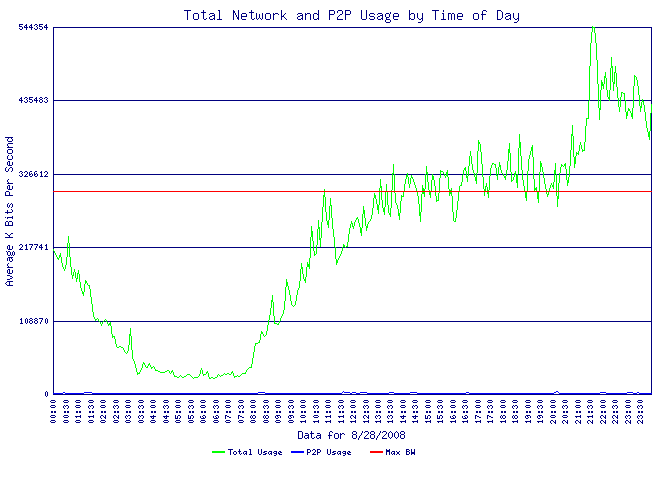 Total Network and P2P Usage by Time of Day
Average K Bits Per Second
544354
435483
326612
217741
108870
0
00:00 00:30 01:00 01:30 02:00 02:30 03:00 03:30 04:00 04:30 05:00 05:30 06:00 06:30 07:00 07:30 08:00 08:30 09:00 09:30 10:00 10:30 11:00 11:30 12:00 12:30 13:00 13:30 14:00 14:30 15:00 15:30 16:00 16:30 17:00 17:30 18:00 18:30 19:00 19:30 20:00 20:30 21:00 21:30 22:00 22:30 23:00 23:30
Data for 8/28/2008
Total Usage P2P Usage Max BW